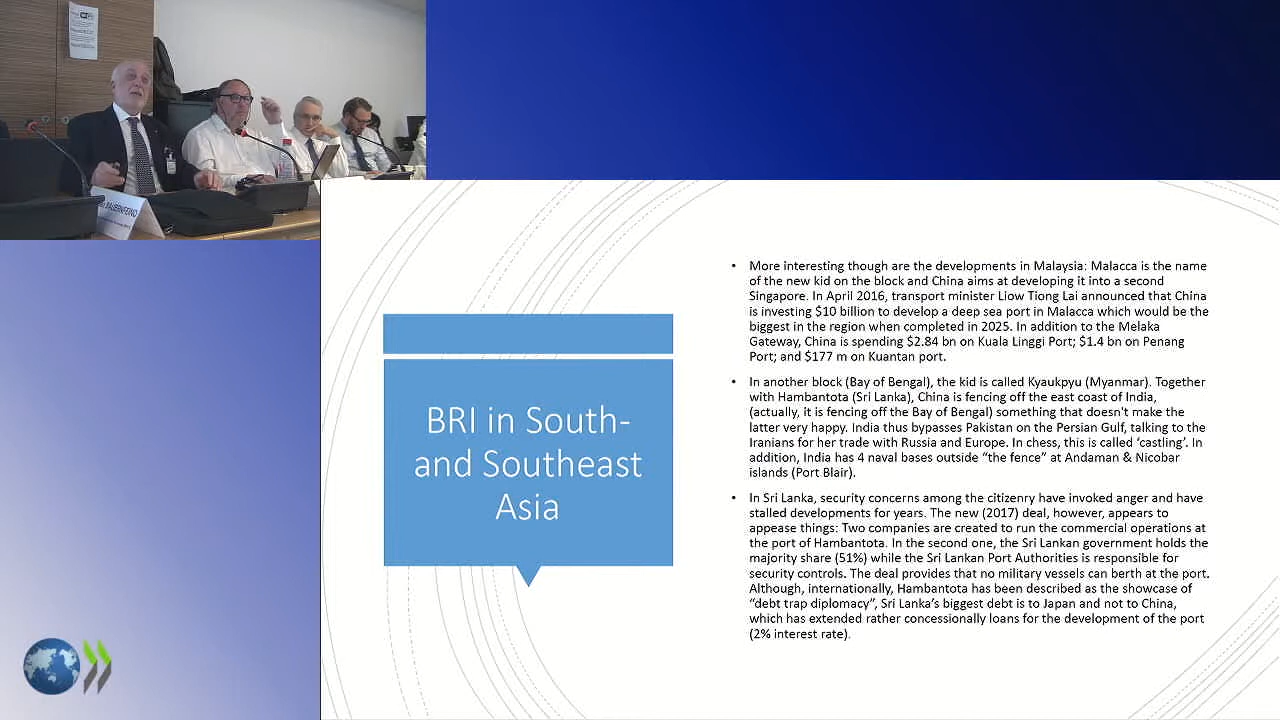 BAUERNFEIND
BRI in South-
and Southeast
Asia
• More interesting though are the developments in Malaysia: Malacca is the name
of the new kid on the block and China aims at developing it into a second
Singapore. In April 2016, transport minister Liow Tiong Lai announced that China
is investing $10 billion to develop a deep sea port in Malacca which would be the
biggest in the region when completed in 2025. In addition to the Melaka
Gateway, China is spending $2.84 bn on Kuala Linggi Port; $1.4 bn on Penang
Port; and $177 m on Kuantan port.
• In another block (Bay of Bengal), the kid is called Kyaukpyu (Myanmar). Together
with Hambantota (Sri Lanka), China is fencing off the east coast of India,
(actually, it is fencing off the Bay of Bengal) something that doesn't make the
latter very happy. India thus bypasses Pakistan on the Persian Gulf, talking to the
Iranians for her trade with Russia and Europe. In chess, this is called ‘castling’. In
addition, India has 4 naval bases outside “the fence” at Andaman & Nicobar
islands (Port Blair).
• In Sri Lanka, security concerns among the citizenry have invoked anger and have
stalled developments for years. The new (2017) deal, however, appears to
appease things: Two companies are created to run the commercial operations at
the port of Hambantota. In the second one, the Sri Lankan government holds the
majority share (51%) while the Sri Lankan Port Authorities is responsible for
security controls. The deal provides that no military vessels can berth at the port.
Although, internationally, Hambantota has been described as the showcase of
“debt trap diplomacy”, Sri Lanka’s biggest debt is to Japan and not to China,
which has extended rather concessionally loans for the development of the port
(2% interest rate).